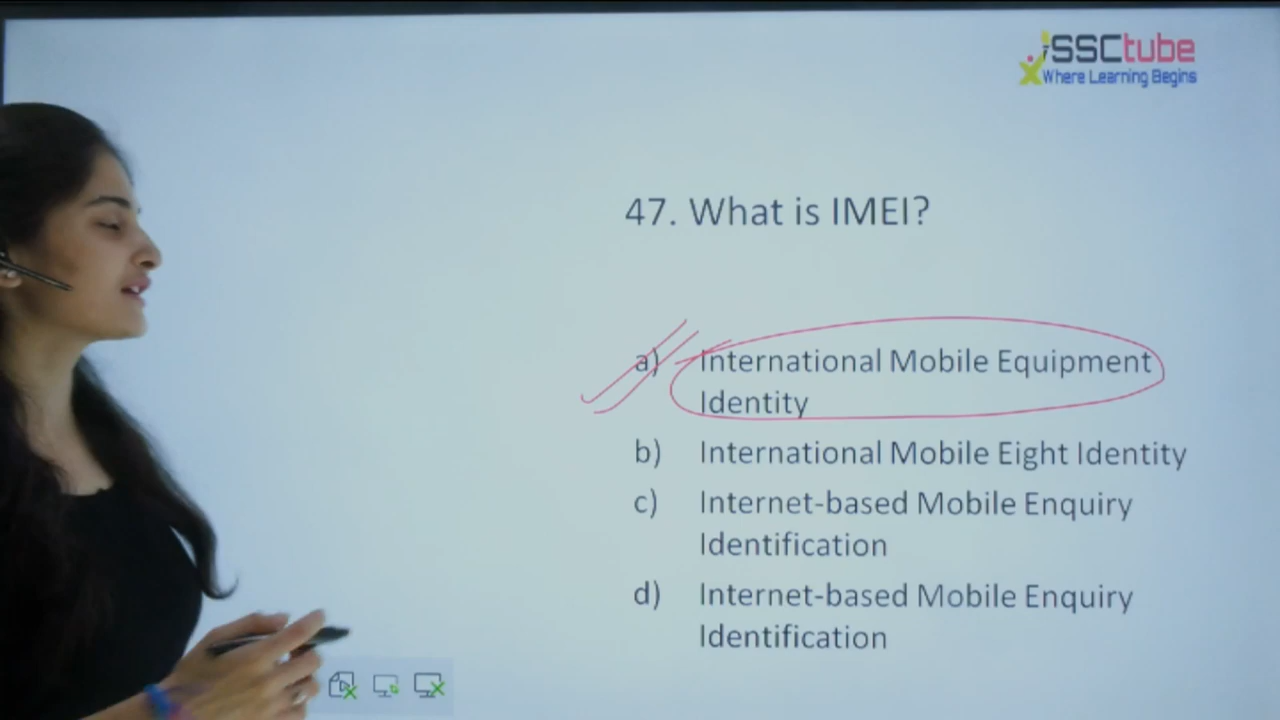 SSCtube
Where Learning Begins
47. What is IMEI?
a) International Mobile Equipment
Identity
b) International Mobile Eight Identity
c) Internet-based Mobile Enquiry
Identification
d) Internet-based Mobile Enquiry
Identification